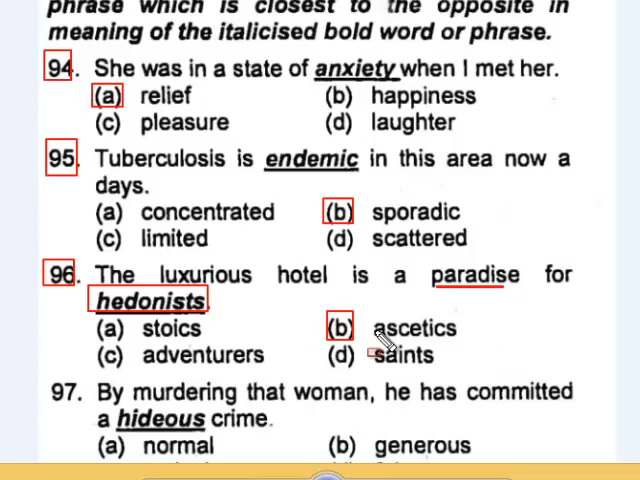 phrase which is closest to the opposite in
meaning of the italicised bold word or phrase.
94. She was in a state of anxiety when I met her.
(a) relief (b) happiness
(c) pleasure (d) laughter
95. Tuberculosis is endemic in this area now a
days.
(a) concentrated (b) sporadic
(c) limited (d) scattered
96. The luxurious hotel is a paradise for
hedonists.
(a) stoics (b) ascetics
(c) adventurers (d) saints
97. By murdering that woman, he has committed
a hideous crime.
(a) normal (b) generous